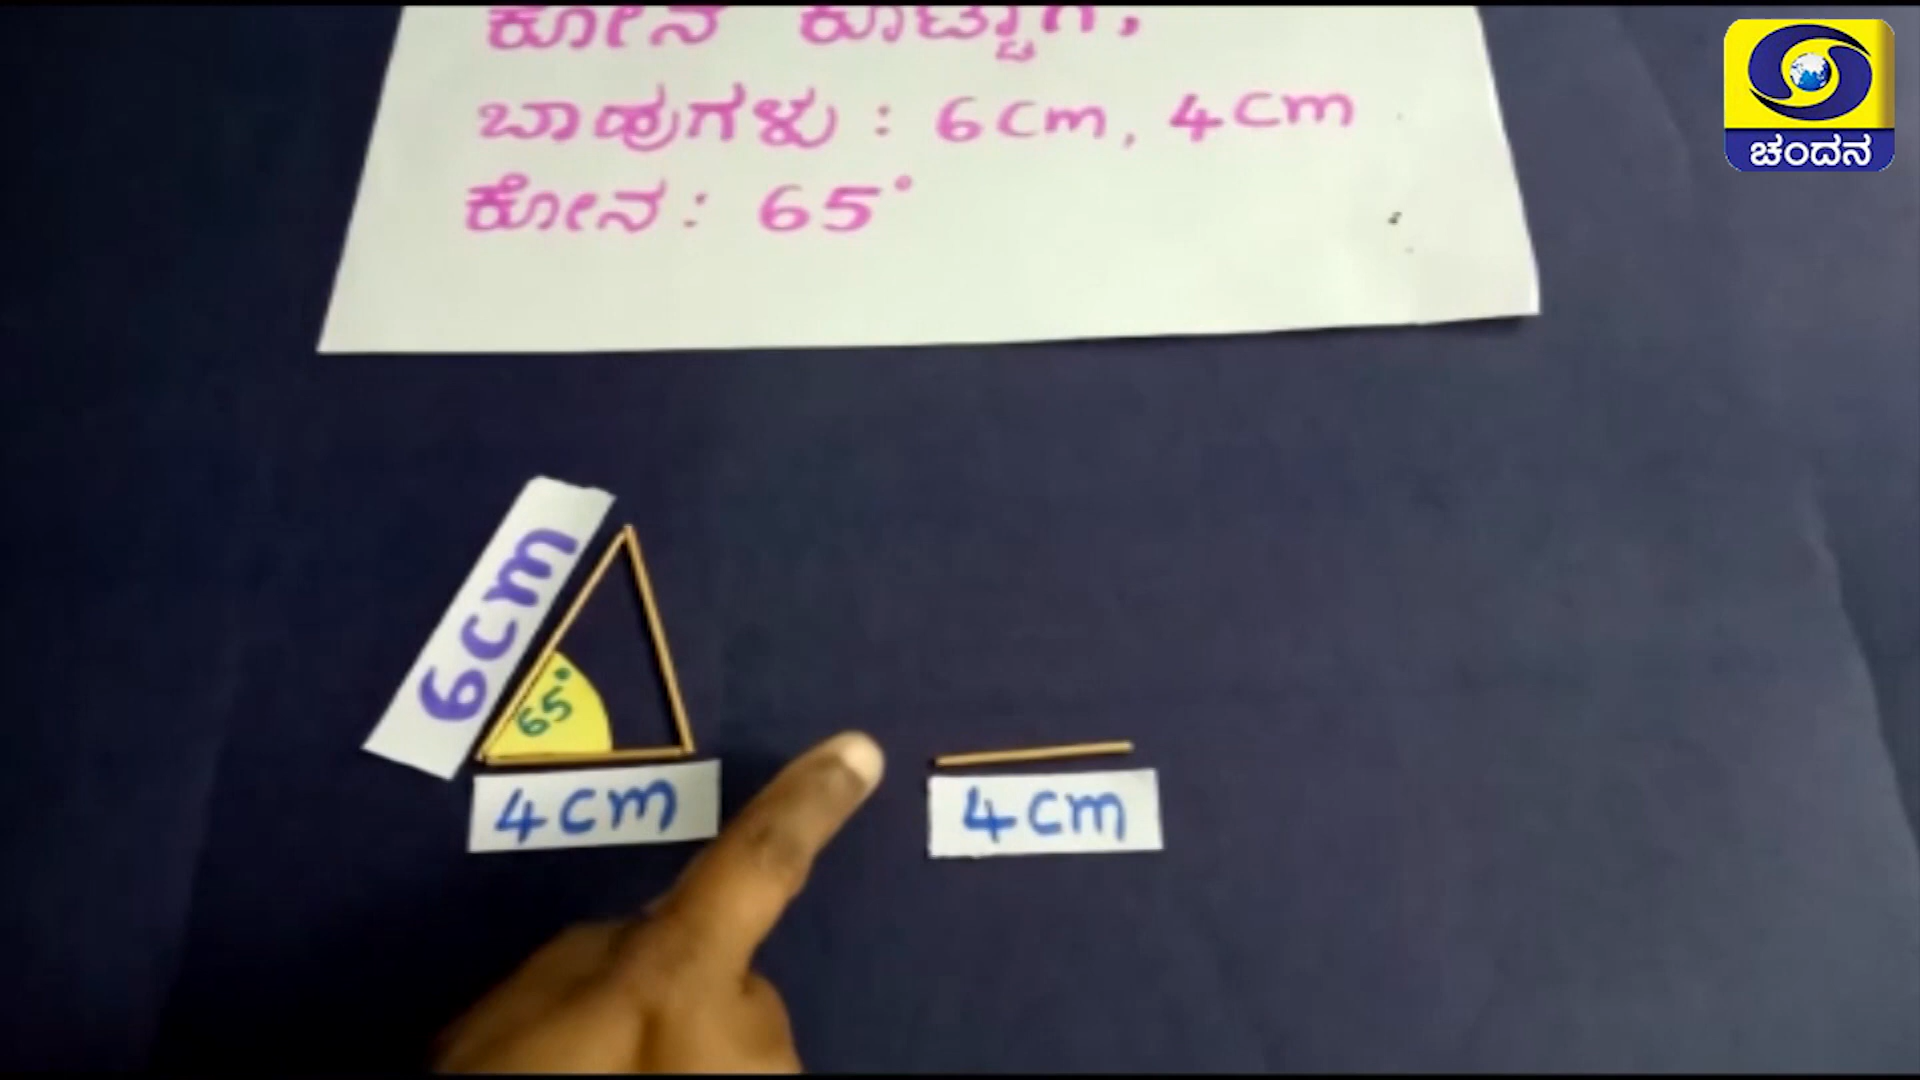 ಕೋನ ಕೊಟ್ಟಾಗ,
ಬಾಹುಗಳು : 6cm, 4cm
ಕೋನ : 65°
ಚಂದನ
6cm
65°
4cm
4cm